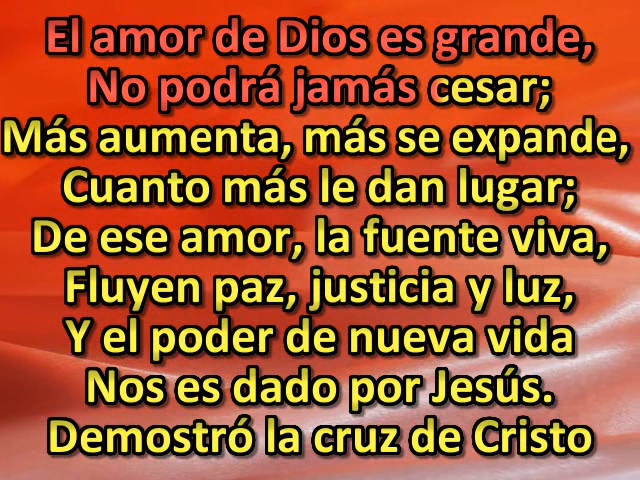 El amor de Dios es grande,
No podrá jamás cesar;
Más aumenta, más se expande,
Cuanto más le dan lugar;
De ese amor, la fuente viva,
Fluyen paz, justicia y luz,
Y el poder de nueva vida
Nos es dado por Jesús.
Demostró la cruz de Cristo